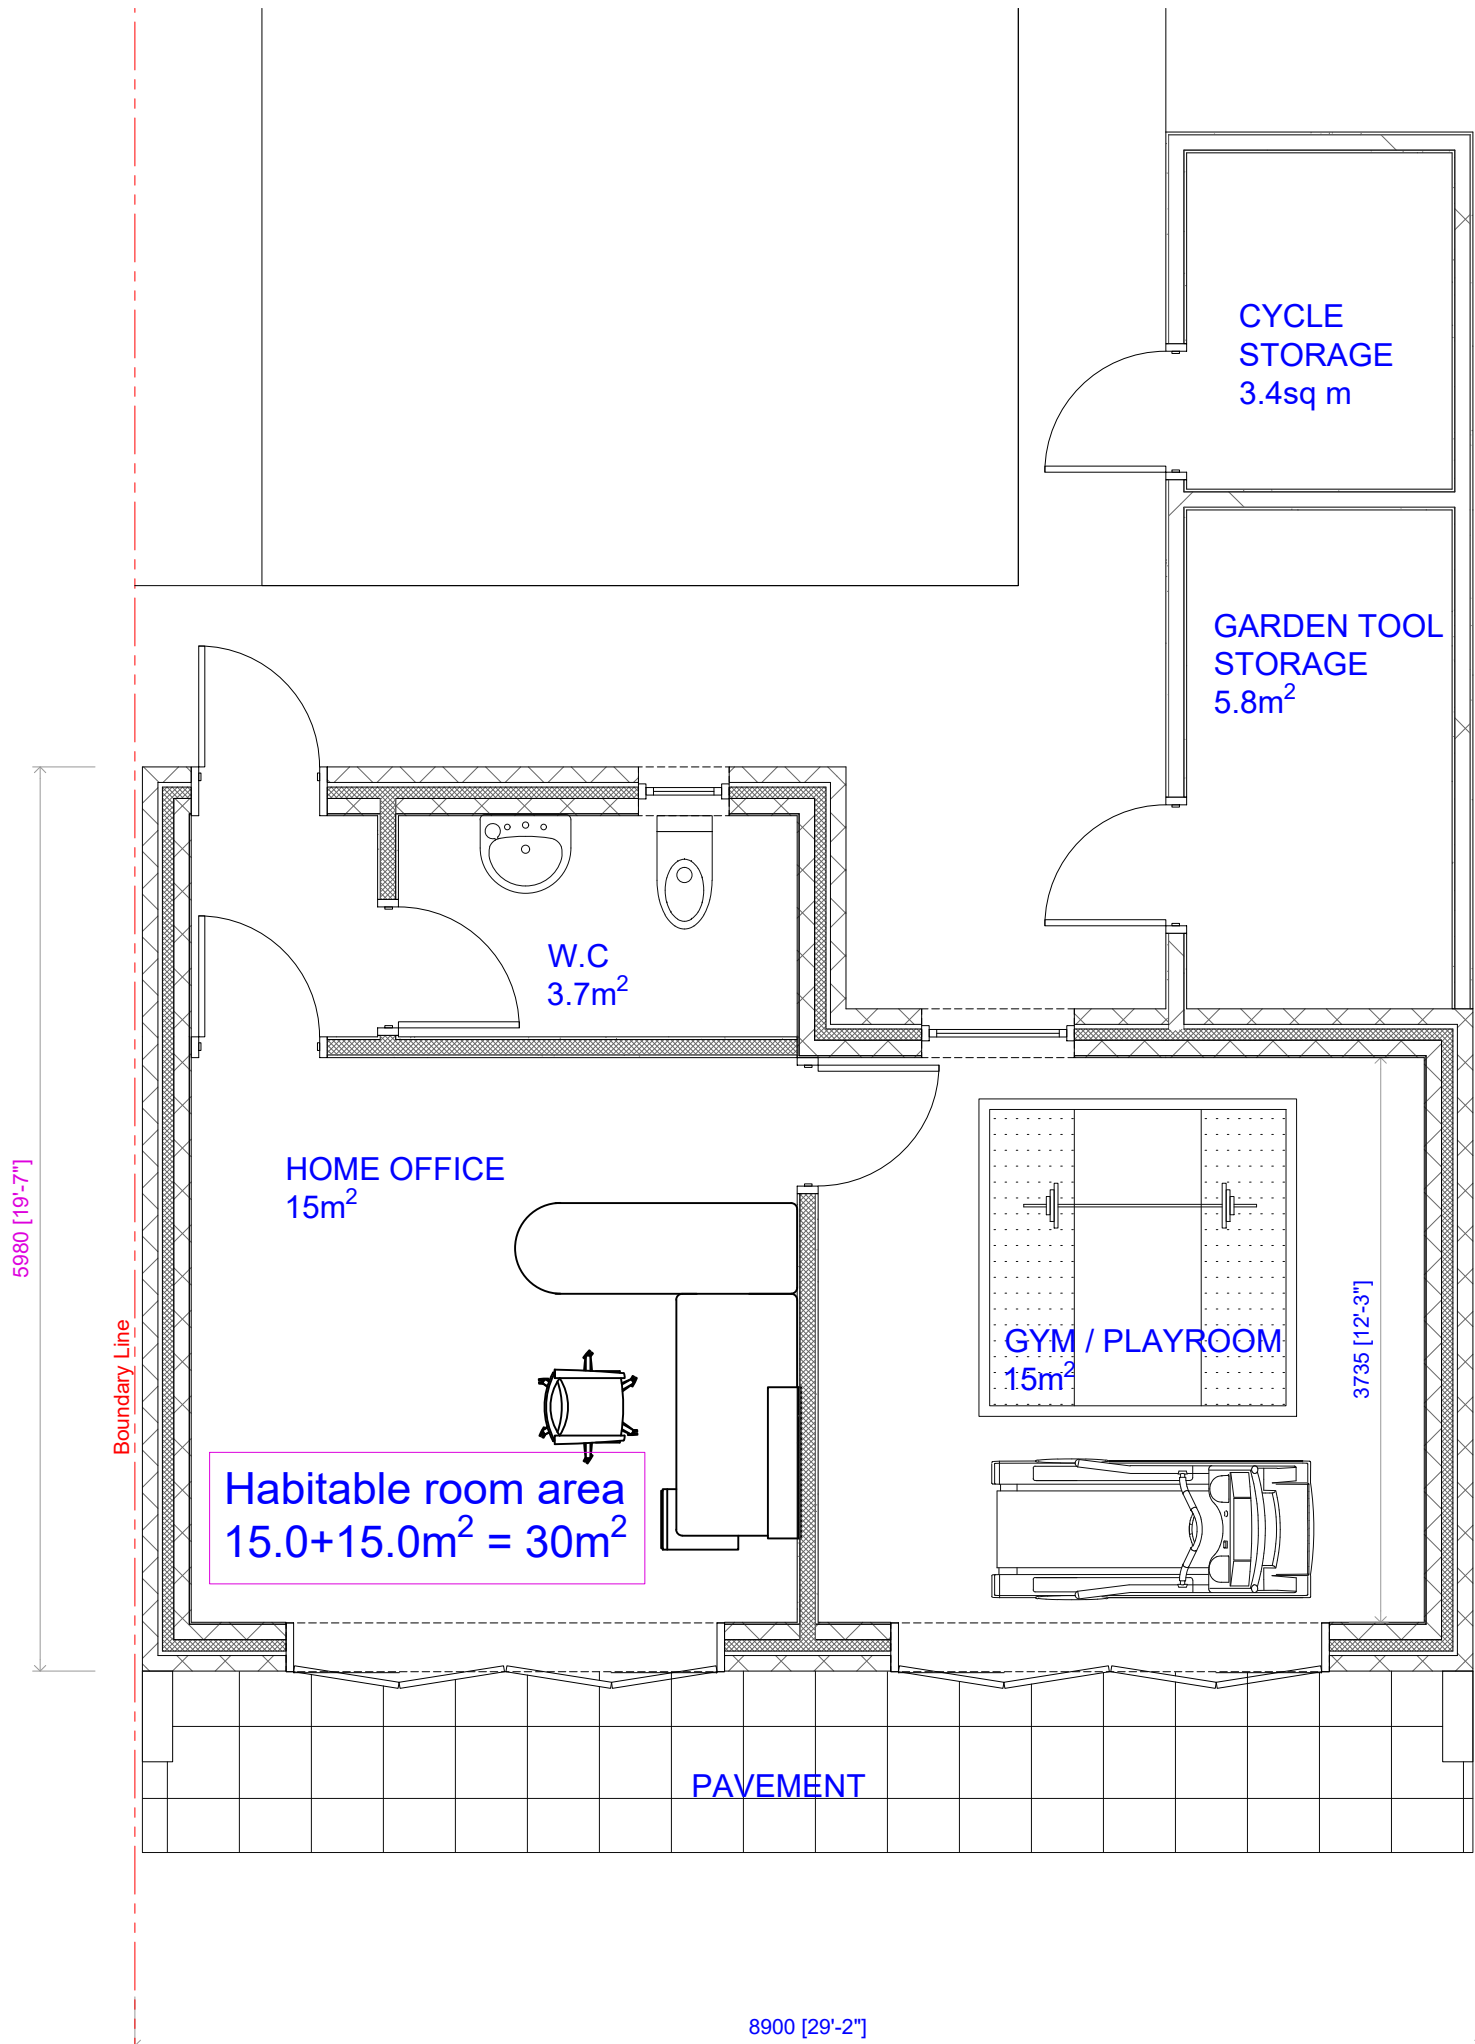 CYCLE
STORAGE
3.4sq m
GARDEN TOOL
STORAGE
5.8m²
W.C
3.7m²
HOME OFFICE
15m²
5980 [19'-7"]
GYM / PLAYROOM
15m²
3735 [12'-3"]
Boundary Line
Habitable room area
15.0+15.0m² = 30m²
PAVEMENT
8900 [29'-2"]